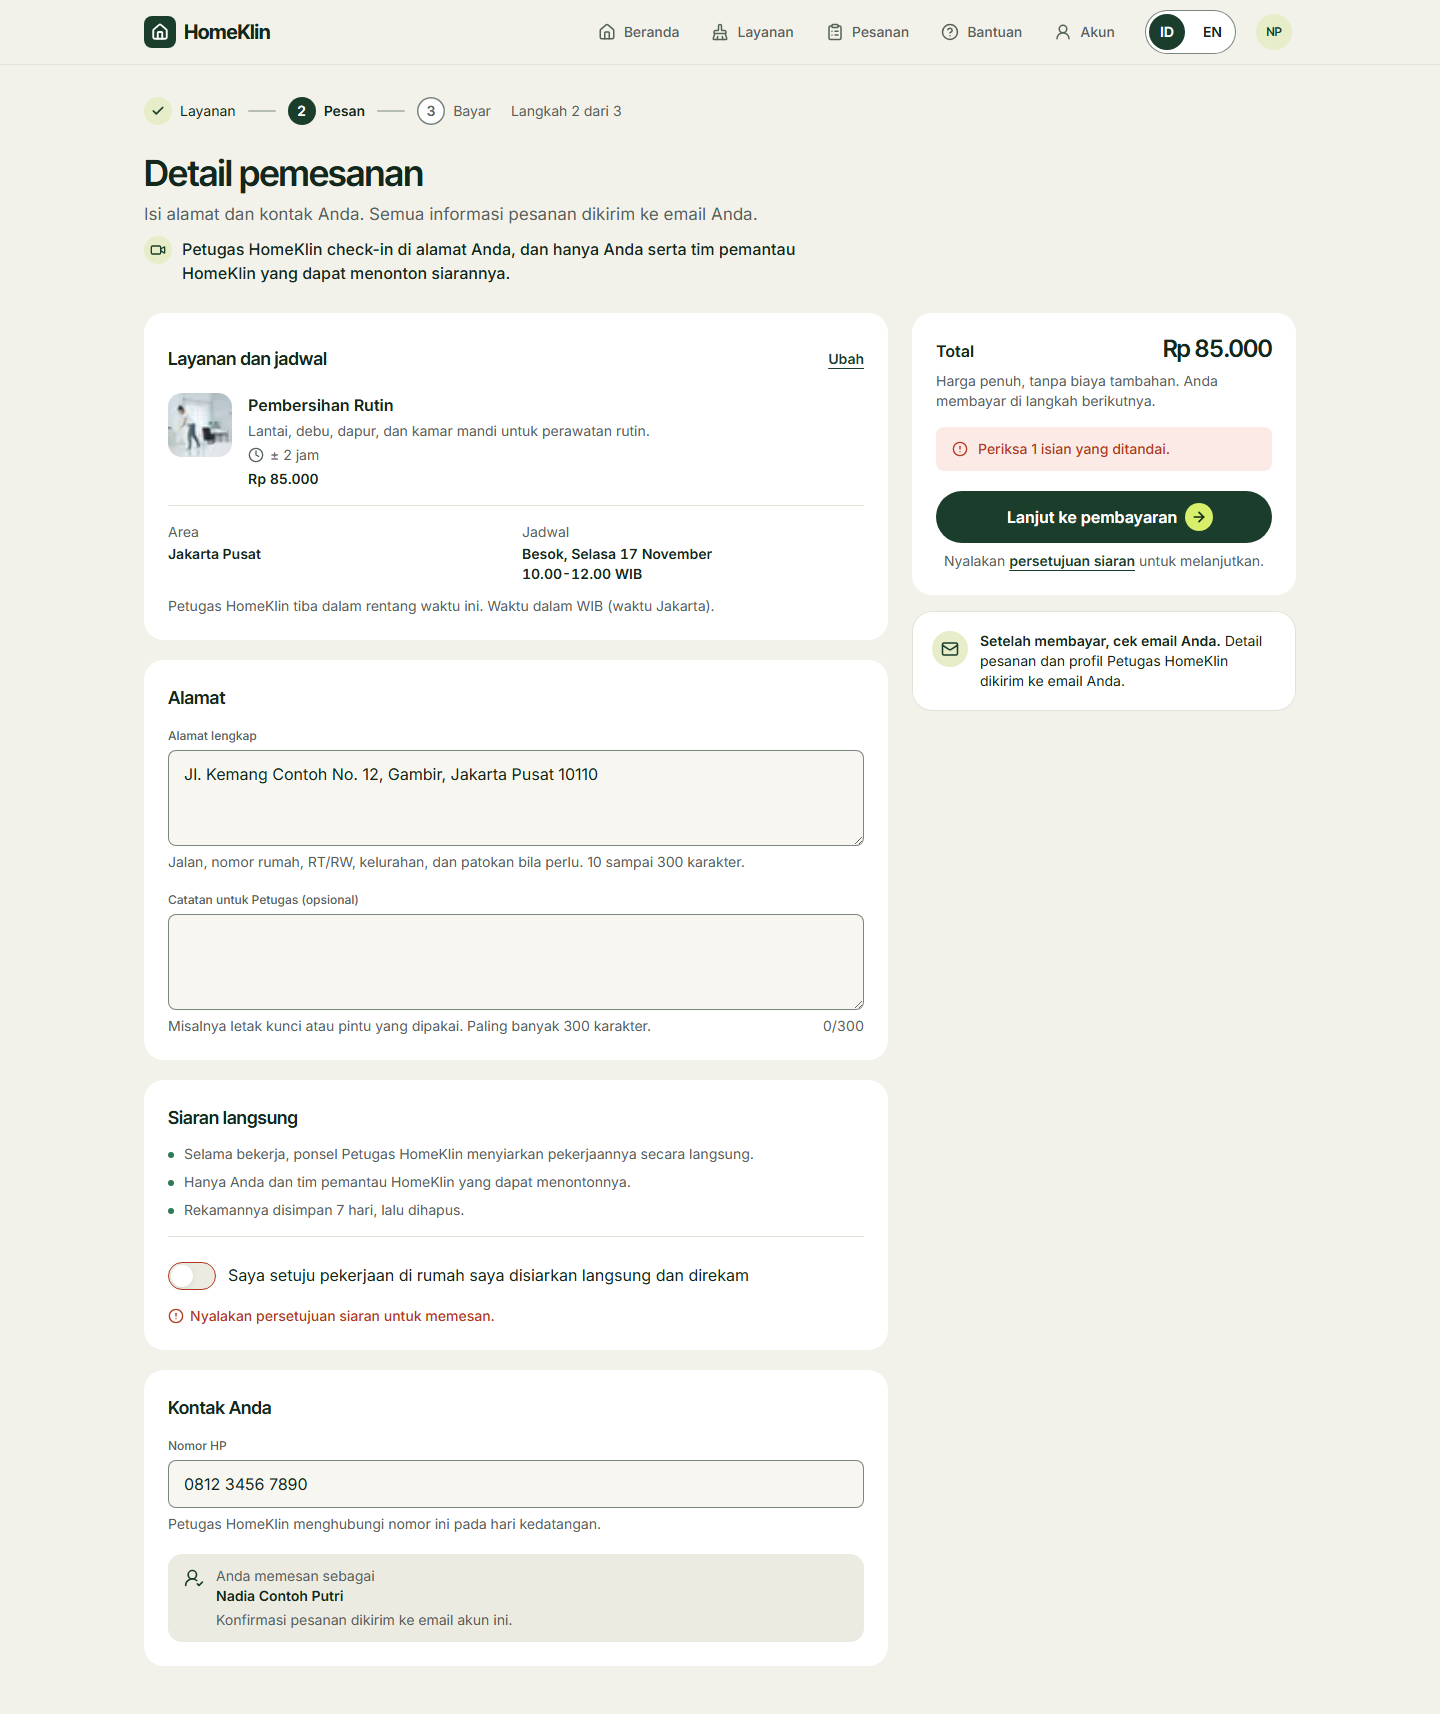 HomeKlin
Beranda
Layanan
Pesanan
Bantuan
Akun
ID
EN
NP
Layanan
2
Pesan
3
Bayar
Langkah 2 dari 3
Detail pemesanan
Isi alamat dan kontak Anda. Semua informasi pesanan dikirim ke email Anda.
Petugas HomeKlin check-in di alamat Anda, dan hanya Anda serta tim pemantau
HomeKlin yang dapat menonton siarannya.
Layanan dan jadwal
Ubah
Pembersihan Rutin
Lantai, debu, dapur, dan kamar mandi untuk perawatan rutin.
± 2 jam
Rp 85.000
Area
Jakarta Pusat
Jadwal
Besok, Selasa 17 November
10.00-12.00 WIB
Petugas HomeKlin tiba dalam rentang waktu ini. Waktu dalam WIB (waktu Jakarta).
Alamat
Alamat lengkap
Jl. Kemang Contoh No. 12, Gambir, Jakarta Pusat 10110
Jalan, nomor rumah, RT/RW, kelurahan, dan patokan bila perlu. 10 sampai 300 karakter.
Catatan untuk Petugas (opsional)
Misalnya letak kunci atau pintu yang dipakai. Paling banyak 300 karakter.
0/300
Siaran langsung
Selama bekerja, ponsel Petugas HomeKlin menyiarkan pekerjaannya secara langsung.
Hanya Anda dan tim pemantau HomeKlin yang dapat menontonnya.
Rekamannya disimpan 7 hari, lalu dihapus.
Saya setuju pekerjaan di rumah saya disiarkan langsung dan direkam
Nyalakan persetujuan siaran untuk memesan.
Kontak Anda
Nomor HP
0812 3456 7890
Petugas HomeKlin menghubungi nomor ini pada hari kedatangan.
Anda memesan sebagai
Nadia Contoh Putri
Konfirmasi pesanan dikirim ke email akun ini.
Total
Rp 85.000
Harga penuh, tanpa biaya tambahan. Anda
membayar di langkah berikutnya.
Periksa 1 isian yang ditandai.
Lanjut ke pembayaran
Nyalakan persetujuan siaran untuk melanjutkan.
Setelah membayar, cek email Anda. Detail
pesanan dan profil Petugas HomeKlin
dikirim ke email Anda.